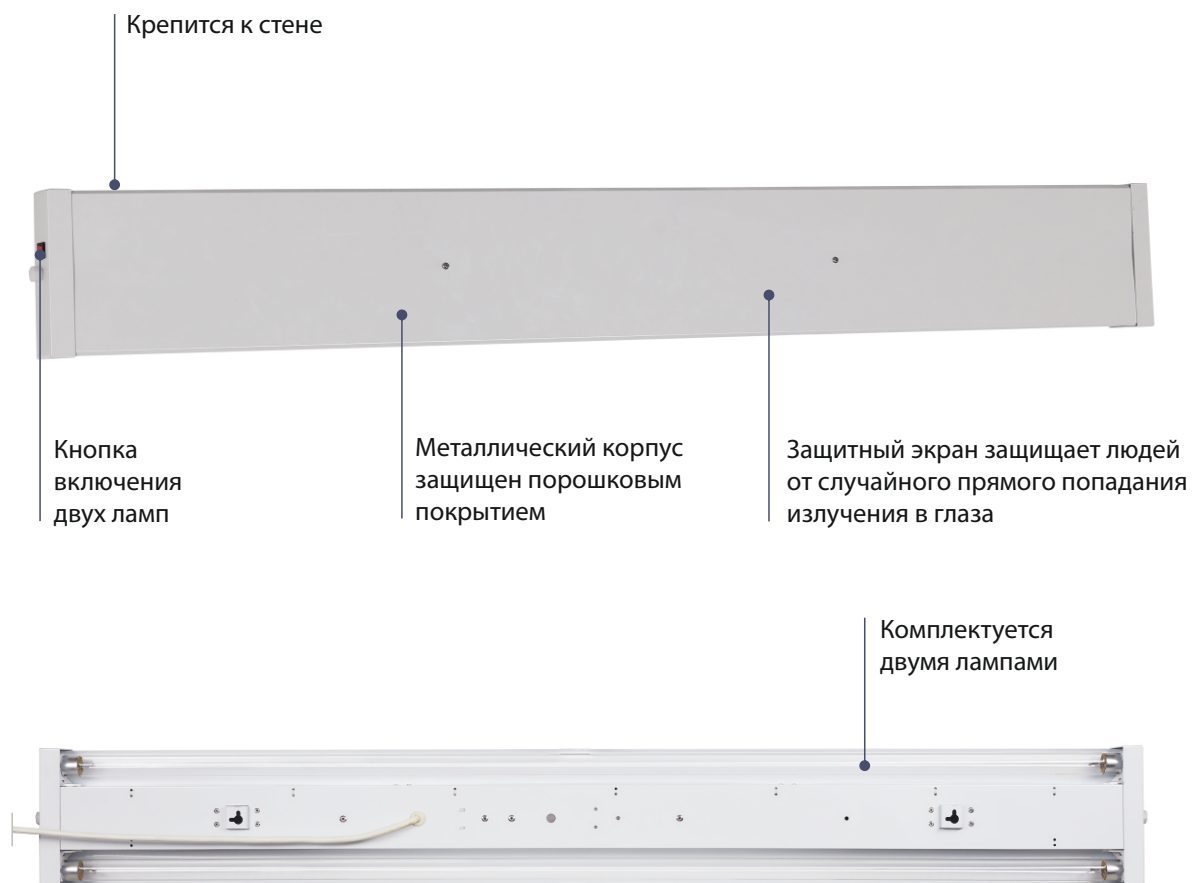 Крепится к стене
Кнопка
включения
двух ламп
Металлический корпус
защищен порошковым
покрытием
Защитный экран защищает людей
от случайного прямого попадания
излучения в глаза
Комплектуется
двумя лампами